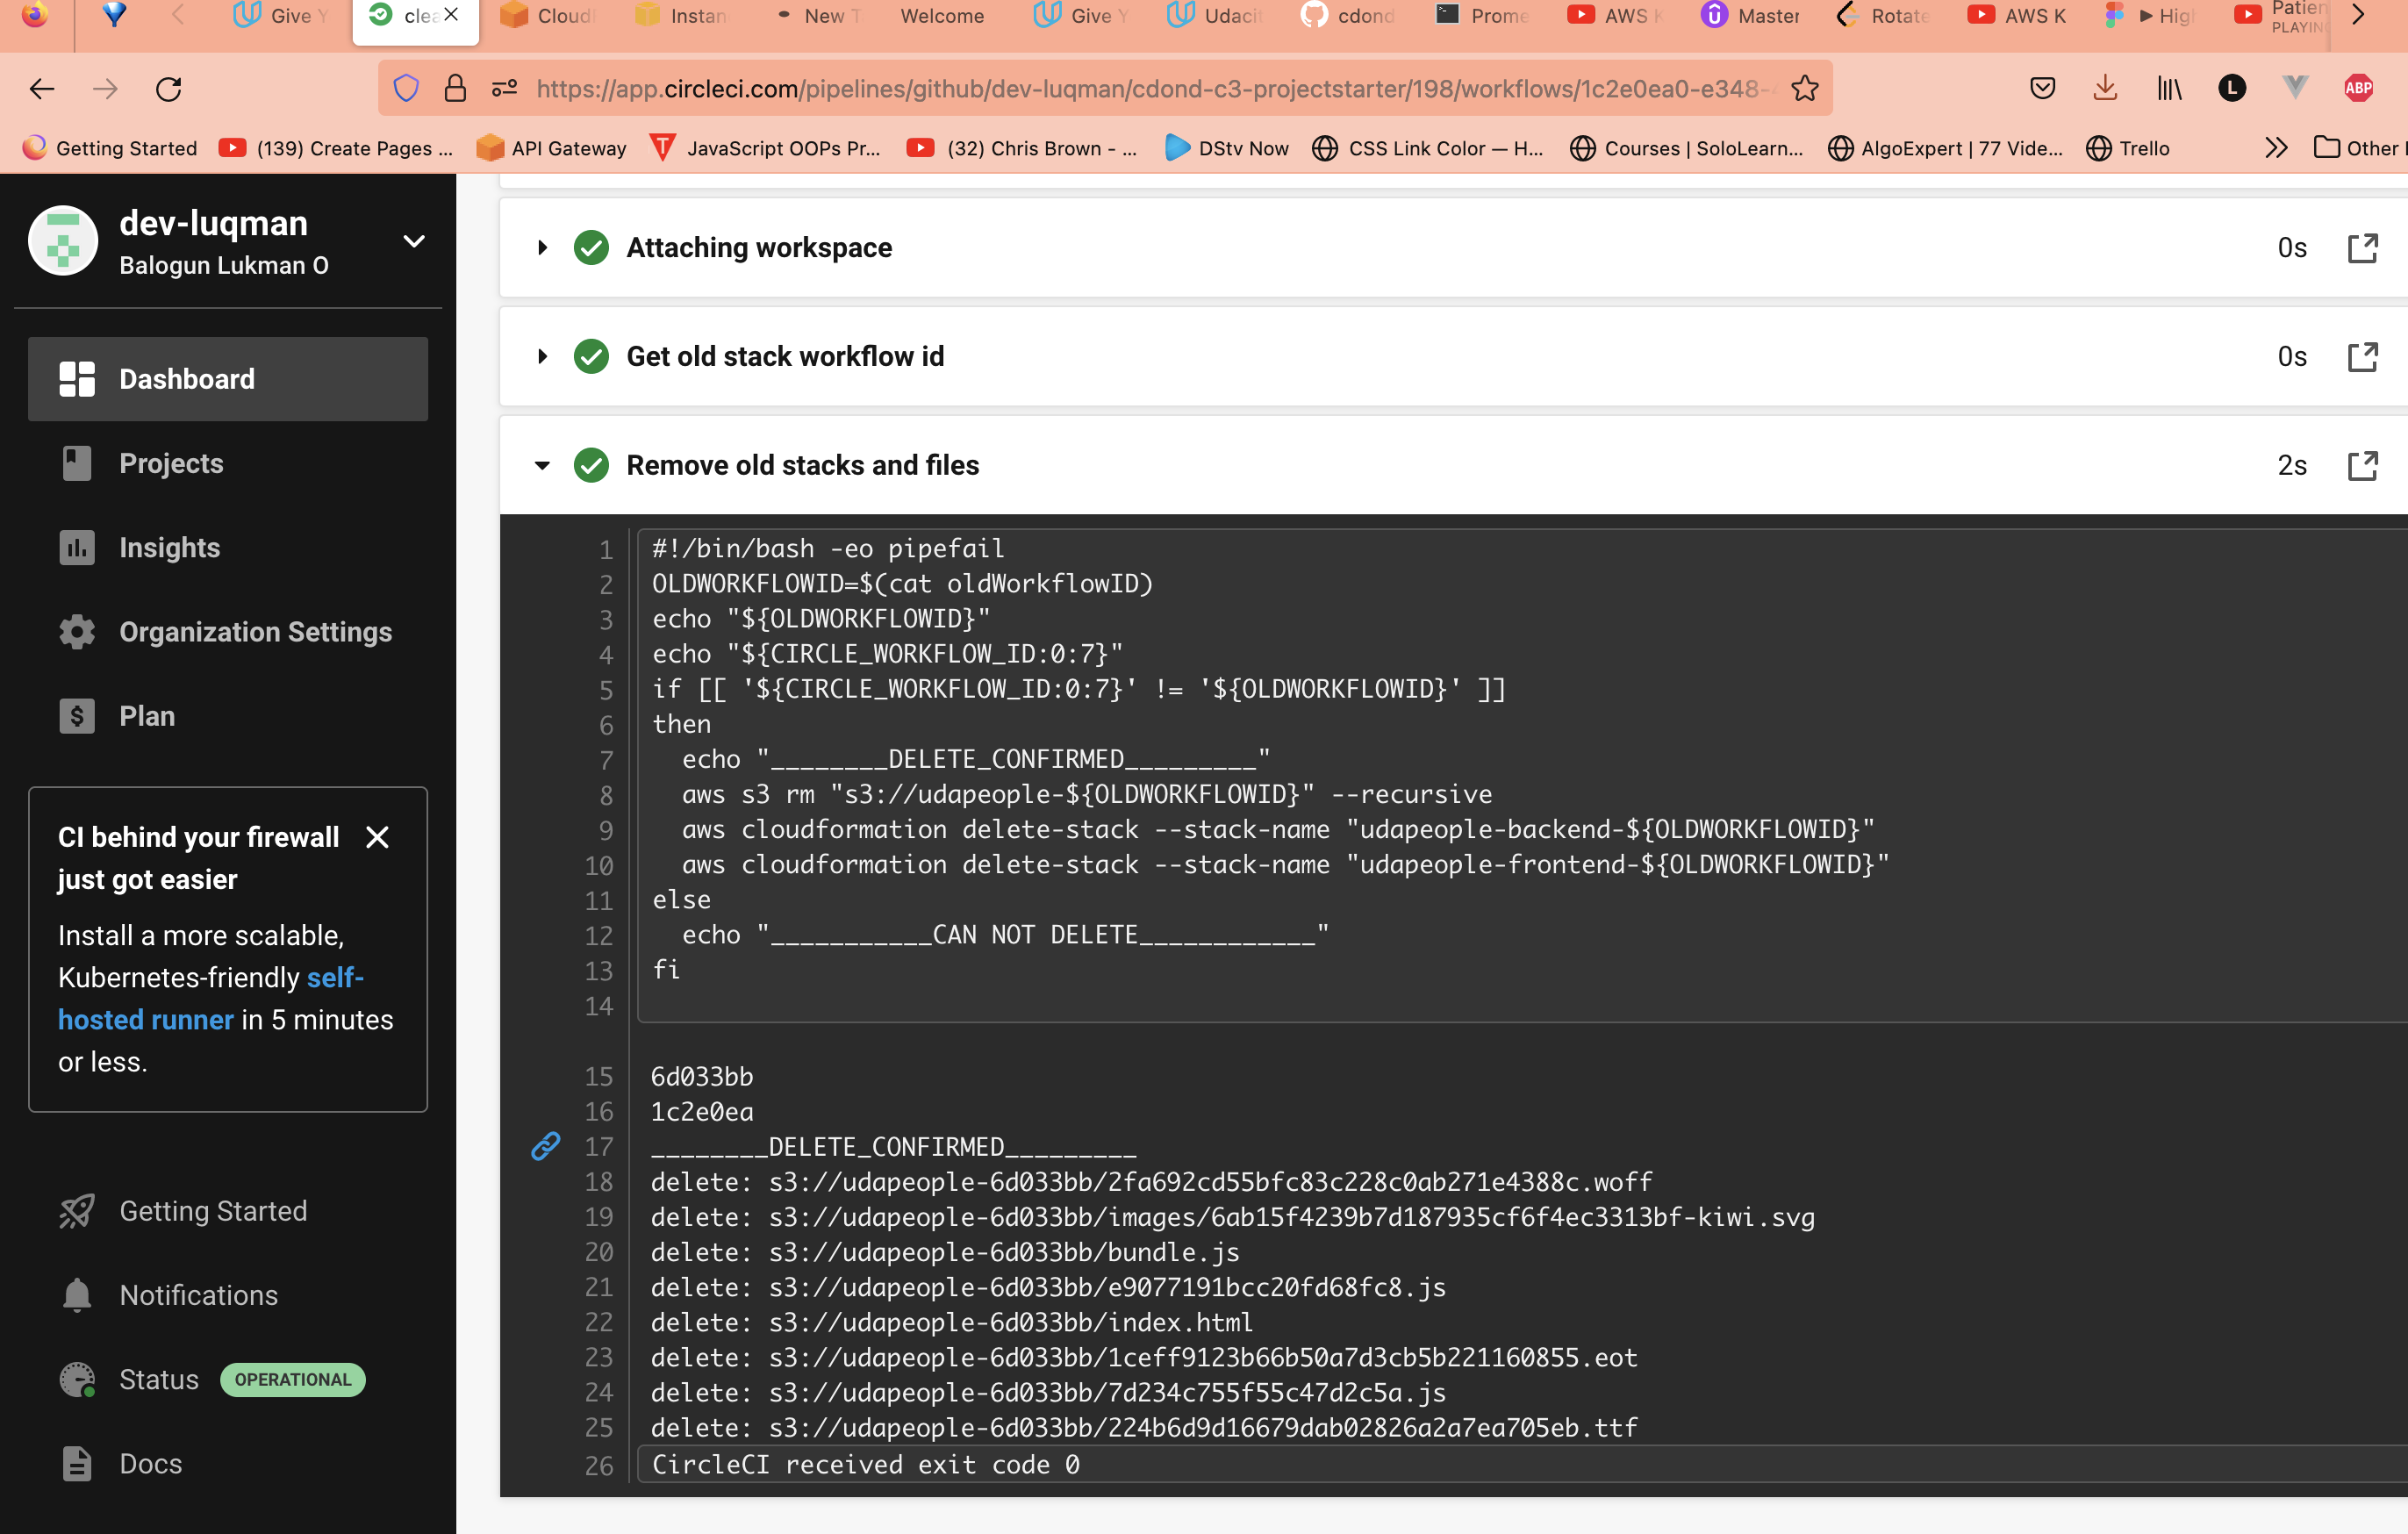 Give Y
clea
Cloudf
Instan
New T
Welcome
Give Y
Udacit
cdond
Prome
AWS K
Master
Rotate
AWS K
Hig
Patien
PLAYIN
https://app.circleci.com/pipelines/github/dev-luqman/cdond-c3-projectstarter/198/workflows/1c2e0ea0-e348-
L
ABP
Getting Started
(139) Create Pages ...
API Gateway
JavaScript OOPs Pr...
(32) Chris Brown - ...
DStv Now
CSS Link Color — H...
Courses | SoloLearn...
AlgoExpert | 77 Vide...
Trello
Other
dev-luqman
Balogun Lukman O
Dashboard
Projects
Insights
Organization Settings
Plan
CI behind your firewall
just got easier
Install a more scalable,
Kubernetes-friendly self-
hosted runner in 5 minutes
or less.
Getting Started
Notifications
Status OPERATIONAL
Docs
Attaching workspace 0s
Get old stack workflow id 0s
Remove old stacks and files 2s
1 #!/bin/bash -eo pipefail
2 OLDWORKFLOWID=$(cat oldWorkflowID)
3 echo "${OLDWORKFLOWID}"
4 echo "${CIRCLE_WORKFLOW_ID:0:7}"
5 if [[ '${CIRCLE_WORKFLOW_ID:0:7}' != '${OLDWORKFLOWID}' ]]
6 then
7   echo "________DELETE_CONFIRMED_________"
8   aws s3 rm "s3://udapeople-${OLDWORKFLOWID}" --recursive
9   aws cloudformation delete-stack --stack-name "udapeople-backend-${OLDWORKFLOWID}"
10   aws cloudformation delete-stack --stack-name "udapeople-frontend-${OLDWORKFLOWID}"
11 else
12   echo "___________CAN NOT DELETE____________"
13 fi
14
15 6d033bb
16 1c2e0ea
17 ________DELETE_CONFIRMED_________
18 delete: s3://udapeople-6d033bb/2fa692cd55bfc83c228c0ab271e4388c.woff
19 delete: s3://udapeople-6d033bb/images/6ab15f4239b7d187935cf6f4ec3313bf-kiwi.svg
20 delete: s3://udapeople-6d033bb/bundle.js
21 delete: s3://udapeople-6d033bb/e9077191bcc20fd68fc8.js
22 delete: s3://udapeople-6d033bb/index.html
23 delete: s3://udapeople-6d033bb/1ceff9123b66b50a7d3cb5b221160855.eot
24 delete: s3://udapeople-6d033bb/7d234c755f55c47d2c5a.js
25 delete: s3://udapeople-6d033bb/224b6d9d16679dab02826a2a7ea705eb.ttf
26 CircleCI received exit code 0